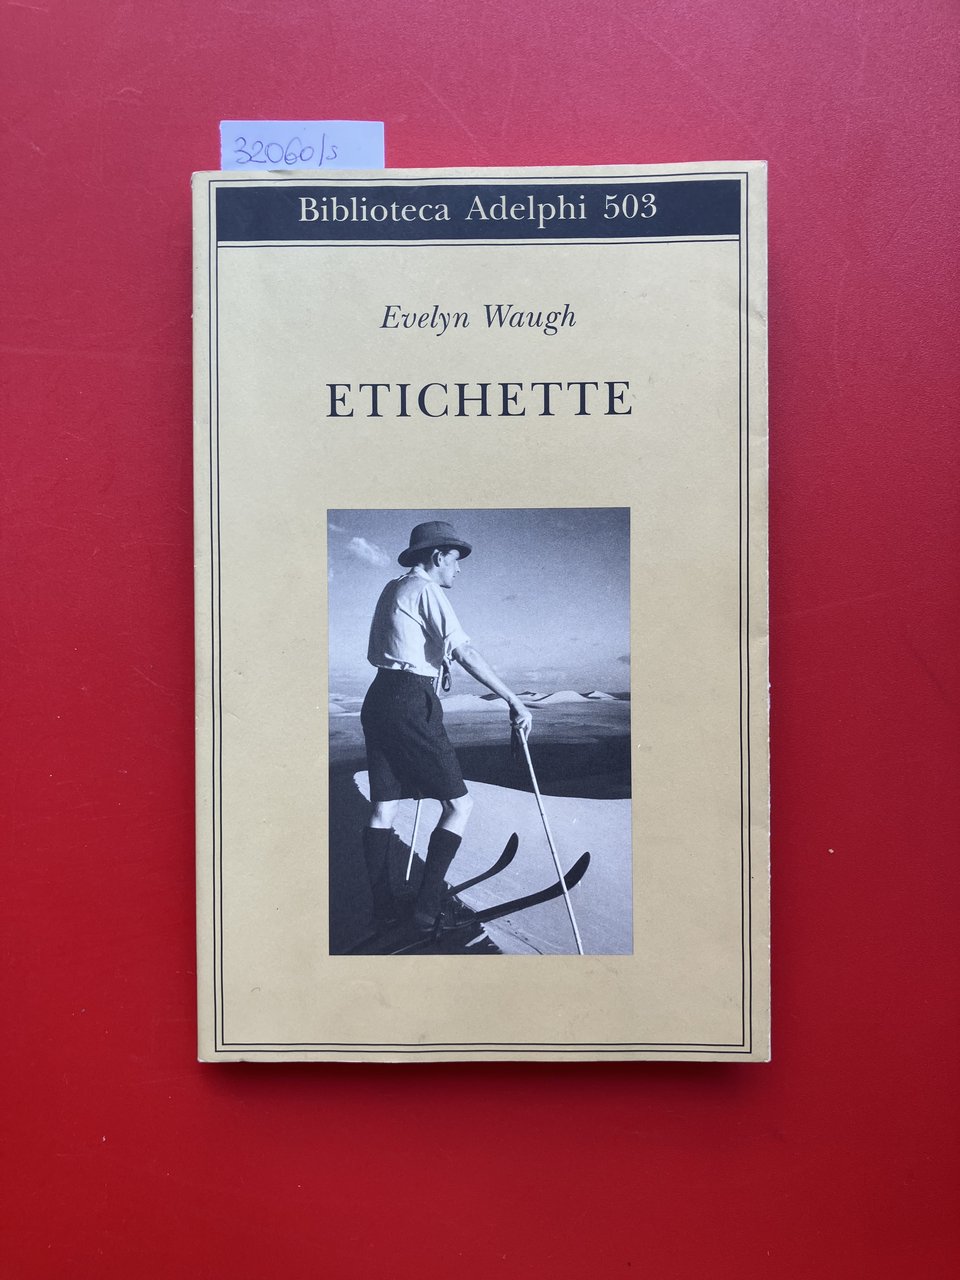 32060/s
Biblioteca Adelphi 503
Evelyn Waugh
ETICHETTE